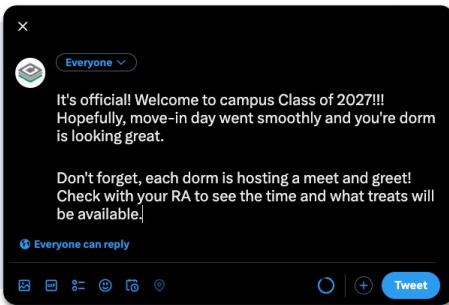 Everyone
It's official! Welcome to campus Class of 2027!!!
Hopefully, move-in day went smoothly and you're dorm
is looking great.
Don't forget, each dorm is hosting a meet and greet!
Check with your RA to see the time and what treats will
be available.
Everyone can reply
GIF
Tweet